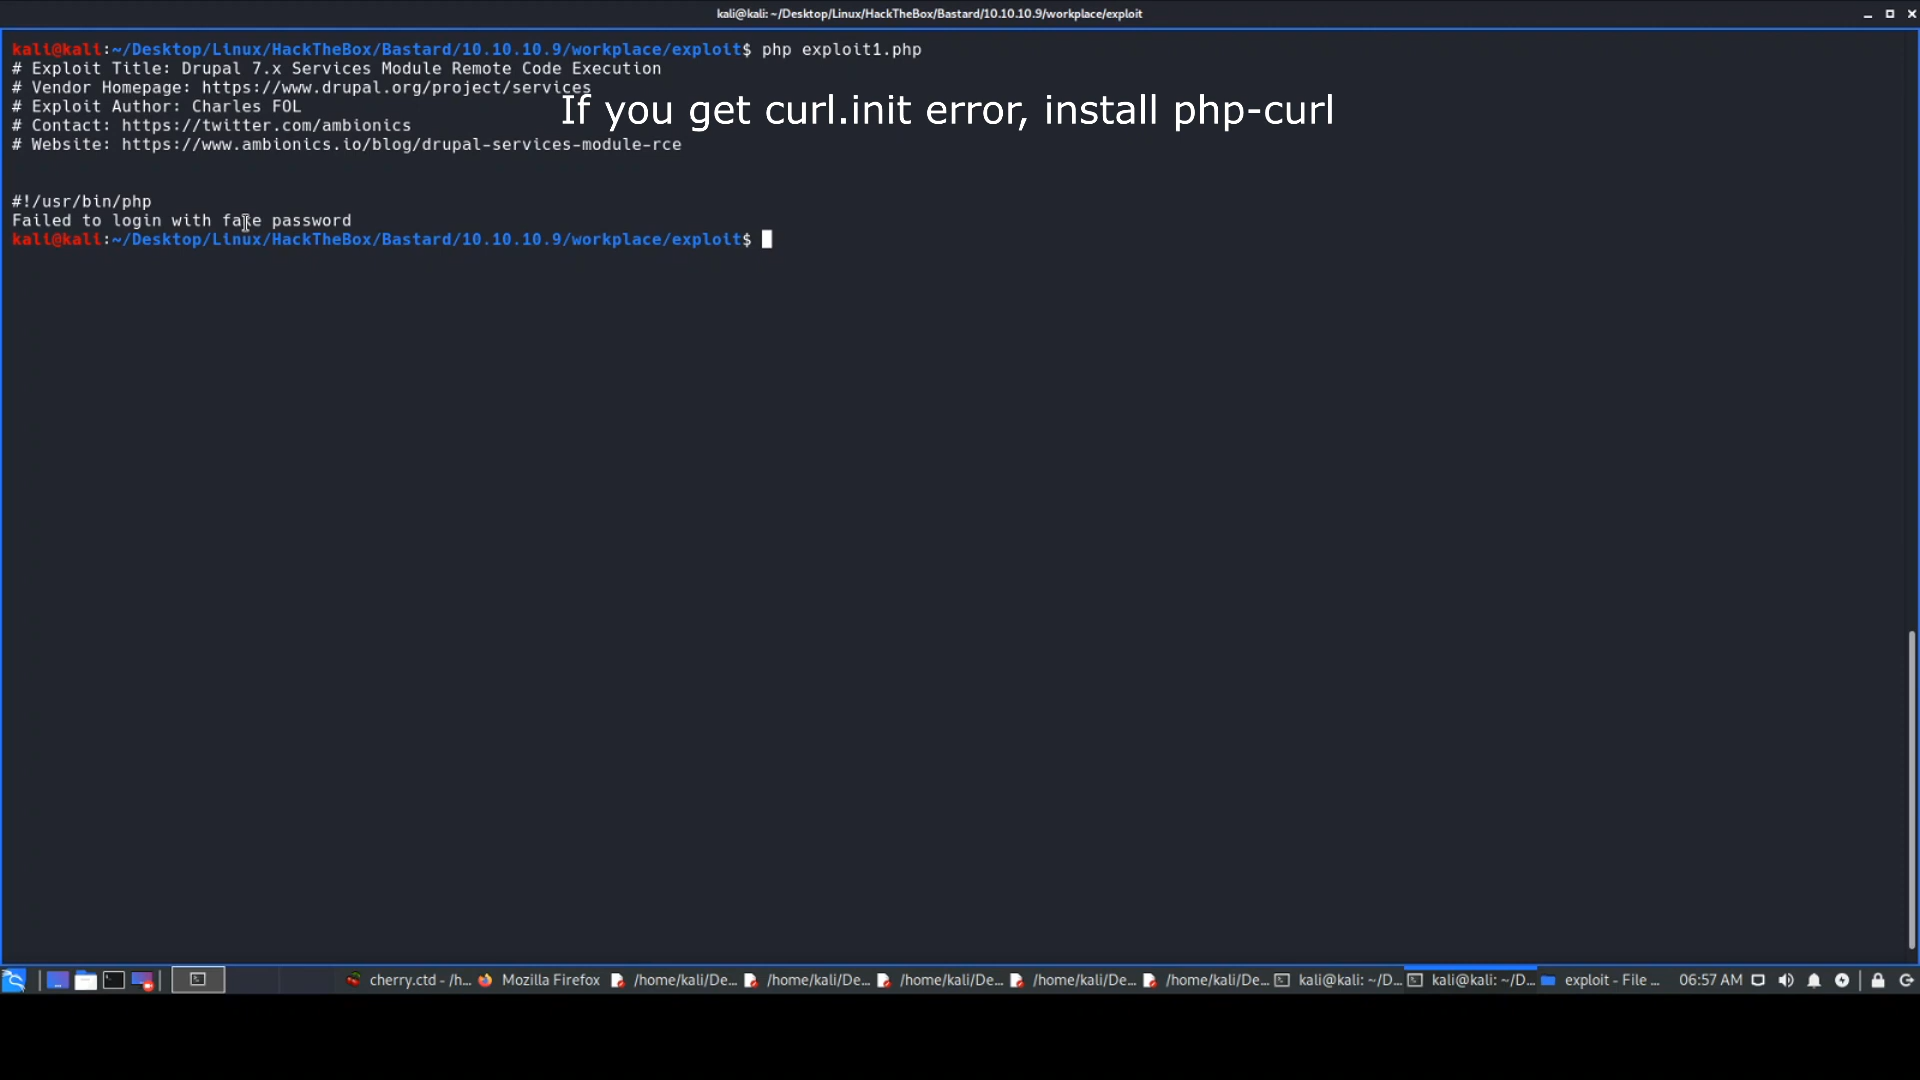 kali@kali: ~/Desktop/Linux/HackTheBox/Bastard/10.10.10.9/workplace/exploit
kali@kali:~/Desktop/Linux/HackTheBox/Bastard/10.10.10.9/workplace/exploit$ php exploit1.php
# Exploit Title: Drupal 7.x Services Module Remote Code Execution
# Vendor Homepage: https://www.drupal.org/project/services
If you get curl.init error, install php-curl
# Exploit Author: Charles FOL
# Contact: https://twitter.com/ambionics
# Website: https://www.ambionics.io/blog/drupal-services-module-rce
#!/usr/bin/php
Failed to login with fake password
kali@kali:~/Desktop/Linux/HackTheBox/Bastard/10.10.10.9/workplace/exploit$
cherry.ctd - /h... Mozilla Firefox /home/kali/De... /home/kali/De... /home/kali/De... /home/kali/De... /home/kali/De... kali@kali: ~/D... kali@kali: ~/D... exploit - File ... 06:57 AM